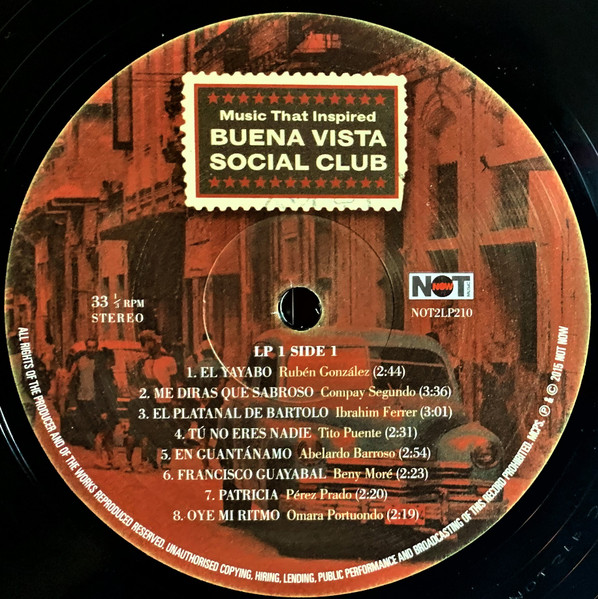 Music That Inspired
BUENA VISTA
SOCIAL CLUB
33 ⅓ RPM
STEREO
NOT NOW MUSIC
NOT2LP210
LP 1 SIDE 1
1. EL YAYABO Rubén González (2:44)
2. ME DIRAS QUE SABROSO Compay Segundo (3:36)
3. EL PLATANAL DE BARTOLO Ibrahim Ferrer (3:01)
4. TÚ NO ERES NADIE Tito Puente (2:31)
5. EN GUANTÁNAMO Abelardo Barroso (2:54)
6. FRANCISCO GUAYABAL Beny Moré (2:23)
7. PATRICIA Pérez Prado (2:20)
8. OYE MI RITMO Omara Portuondo (2:19)
ALL RIGHTS OF THE PRODUCER AND OF THE WORKS REPRODUCED RESERVED. UNAUTHORISED COPYING, HIRING, LENDING, PUBLIC PERFORMANCE AND BROADCASTING OF THIS RECORD PROHIBITED. MCPS. ℗ & © 2015 NOT NOW